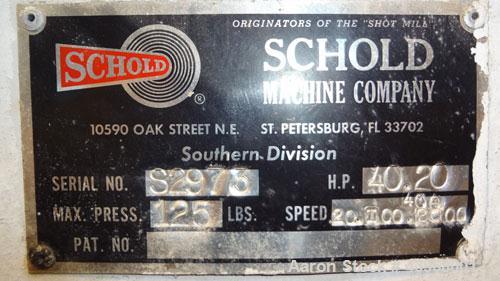 ORIGINATORS OF THE "SHOT MILL"
SCHOLD
®
SCHOLD
MACHINE COMPANY
10590 OAK STREET N.E. ST. PETERSBURG, FL 33702
Southern Division
SERIAL NO. S2973 H.P. 40.20
MAX. PRESS. 125 LBS. SPEED
PAT. NO.
Aaron